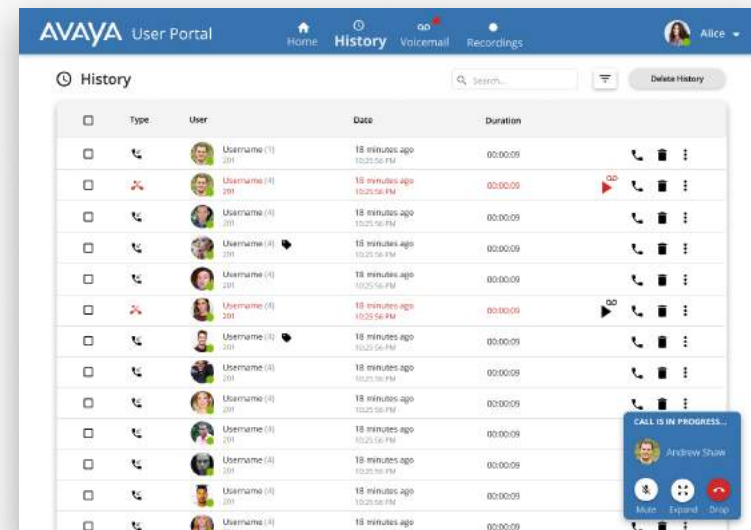 AVAYA User Portal
Home History Voicemail Recordings
Alice
History
Search...
Delete History
Type User Date Duration
Username (1) 18 minutes ago 00:00:09
201 10:25:56 PM
Username (4) 18 minutes ago 00:00:09
201 10:25:56 PM
Username (4) 18 minutes ago 00:00:09
201 10:25:56 PM
Username (4) 18 minutes ago 00:00:09
201 10:25:56 PM
Username (4) 18 minutes ago 00:00:09
201 10:25:56 PM
Username (4) 18 minutes ago 00:00:09
201 10:25:56 PM
Username (4) 18 minutes ago 00:00:09
201 10:25:56 PM
Username (4) 18 minutes ago 00:00:09
201 10:25:56 PM
Username (4) 18 minutes ago 00:00:09
201 10:25:56 PM
Username (4) 18 minutes ago 00:00:09
201 10:25:56 PM
Username (4) 18 minutes ago 00:00:09
201 10:25:56 PM
Username (4) 18 minutes ago 00:00:09
201 10:25:56 PM
Username (4) 18 minutes ago 00:00:09
CALL IS IN PROGRESS...
Andrew Shaw
Mute Expand Drop